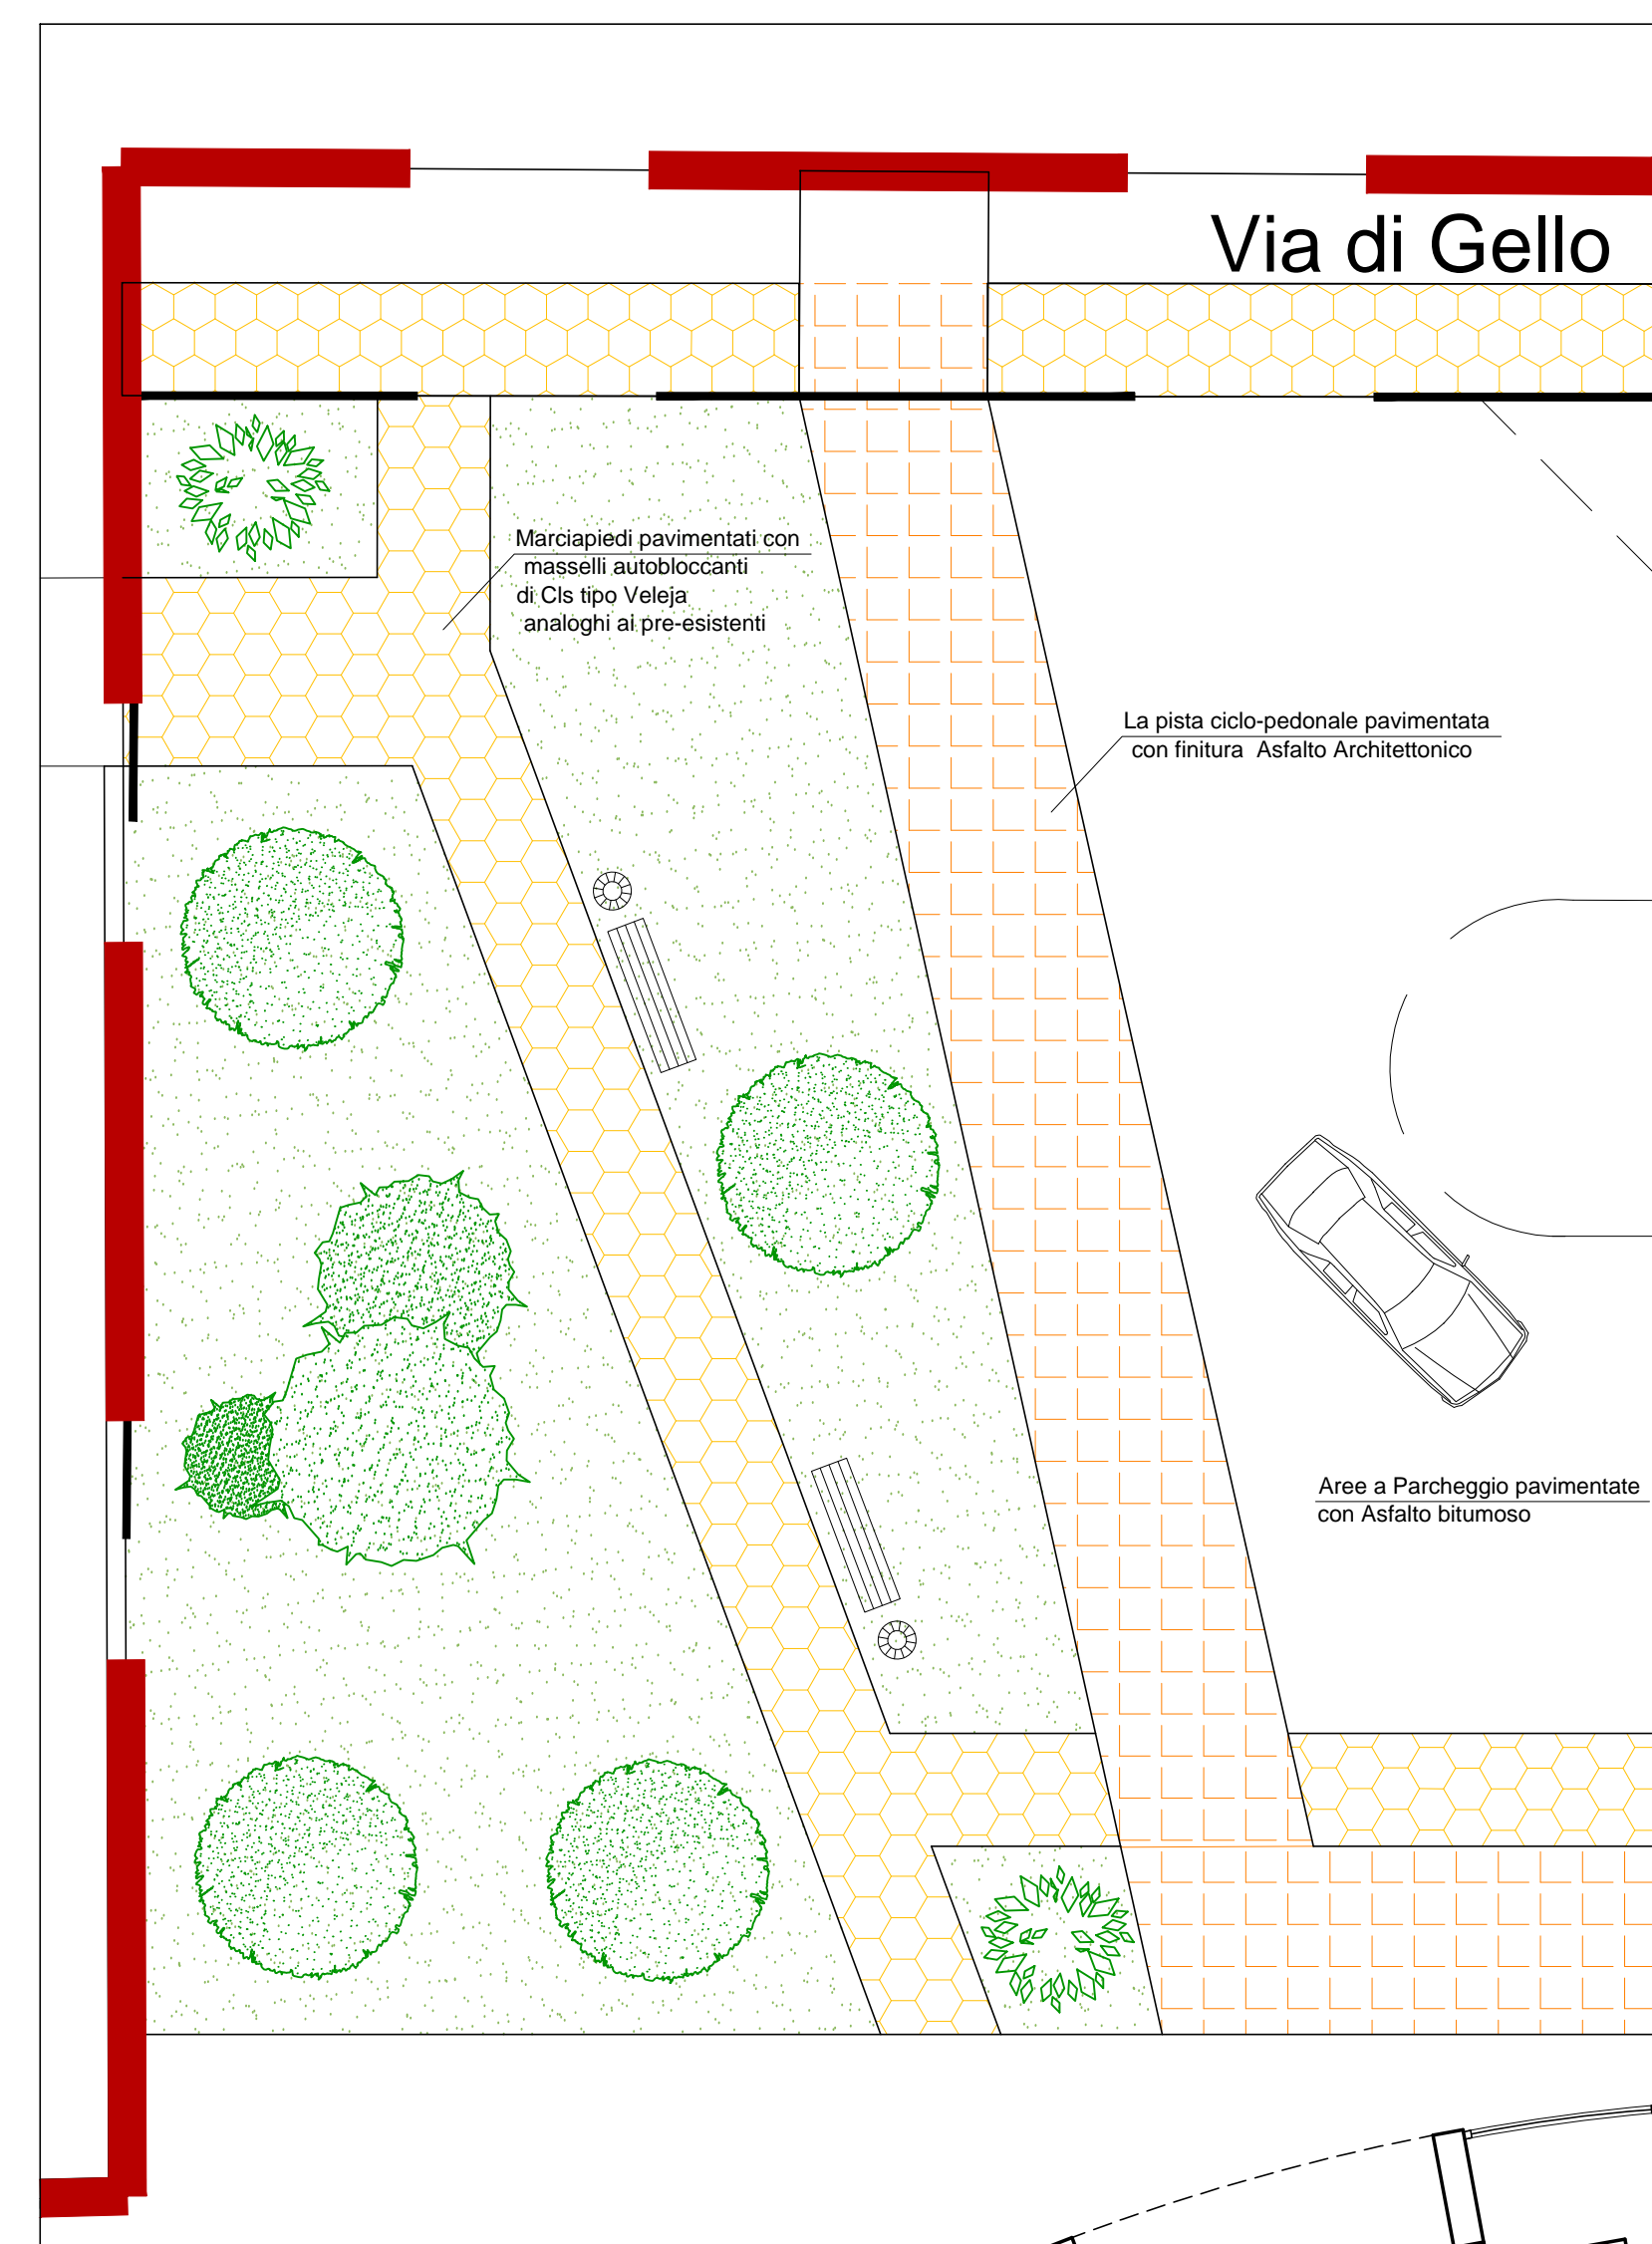 Via di Gello
Marciapiedi pavimentati con
masselli autobloccanti
di Cls tipo Veleja
analoghi ai pre-esistenti
La pista ciclo-pedonale pavimentata
con finitura Asfalto Architettonico
Aree a Parcheggio pavimentate
con Asfalto bitumoso